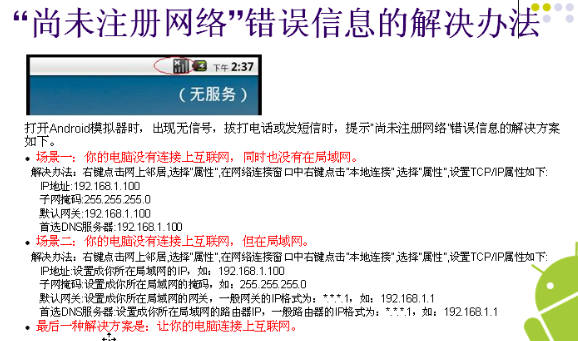 “尚未注册网络”错误信息的解决办法
下午 2:37
（无服务）
打开Android模拟器时，出现无信号，拔打电话或发短信时，提示“尚未注册网络”错误信息的解决方案
如下。
• 场景一：你的电脑没有连接上互联网，同时也没有在局域网。
解决办法：右键点击网上邻居,选择"属性",在网络连接窗口中右键点击"本地连接",选择"属性",设置TCP/IP属性如下:
IP地址:192.168.1.100
子网掩码:255.255.255.0
默认网关:192.168.1.100
首选DNS服务器:192.168.1.100
• 场景二：你的电脑没有连接上互联网，但在局域网。
解决办法：右键点击网上邻居,选择"属性",在网络连接窗口中右键点击"本地连接",选择"属性",设置TCP/IP属性如下:
IP地址:设置成你所在局域网的IP，如：192.168.1.100
子网掩码:设置成你所在局域网的掩码，如：255.255.255.0
默认网关:设置成你所在局域网的网关，一般网关的IP格式为：*.*.*.1，如：192.168.1.1
首选DNS服务器:设置成你所在局域网的路由器IP，一般路由器的IP格式为：*.*.*.1，如：192.168.1.1
• 最后一种解决方案是：让你的电脑连接上互联网。